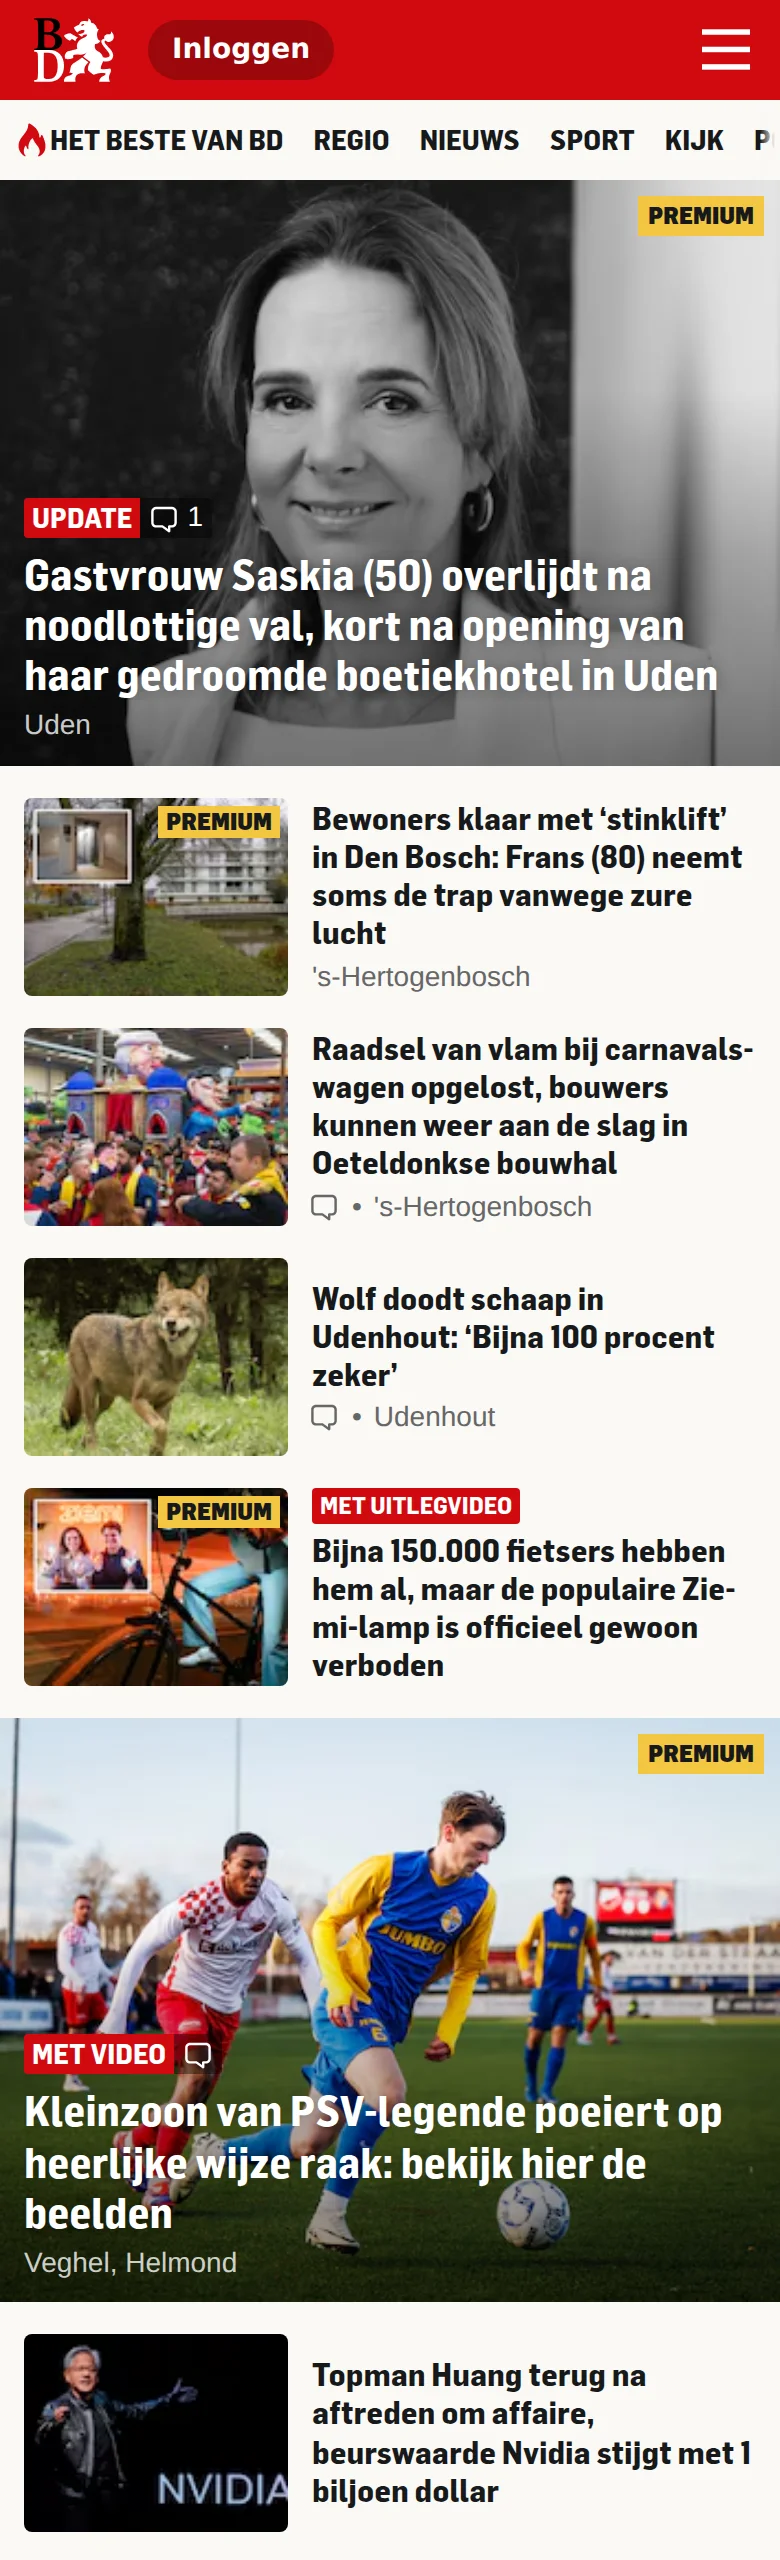 BD
Inloggen
HET BESTE VAN BD REGIO NIEUWS SPORT KIJK
PREMIUM
UPDATE 1
Gastvrouw Saskia (50) overlijdt na
noodlottige val, kort na opening van
haar gedroomde boetiekhotel in Uden
Uden
PREMIUM
Bewoners klaar met ‘stinklift’
in Den Bosch: Frans (80) neemt
soms de trap vanwege zure
lucht
's-Hertogenbosch
Raadsel van vlam bij carnavals-
wagen opgelost, bouwers
kunnen weer aan de slag in
Oeteldonkse bouwhal
• 's-Hertogenbosch
Wolf doodt schaap in
Udenhout: ‘Bijna 100 procent
zeker’
• Udenhout
PREMIUM
MET UITLEGVIDEO
Bijna 150.000 fietsers hebben
hem al, maar de populaire Zie-
mi-lamp is officieel gewoon
verboden
PREMIUM
JUMBO
VAN DER STRAA
6
MET VIDEO
Kleinzoon van PSV-legende poeiert op
heerlijke wijze raak: bekijk hier de
beelden
Veghel, Helmond
NVIDIA
Topman Huang terug na
aftreden om affaire,
beurswaarde Nvidia stijgt met 1
biljoen dollar